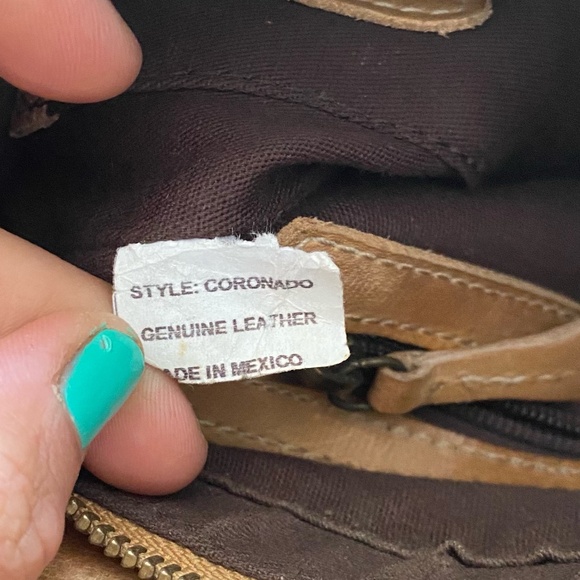 STYLE: CORONADO
GENUINE LEATHER
ADE IN MEXICO